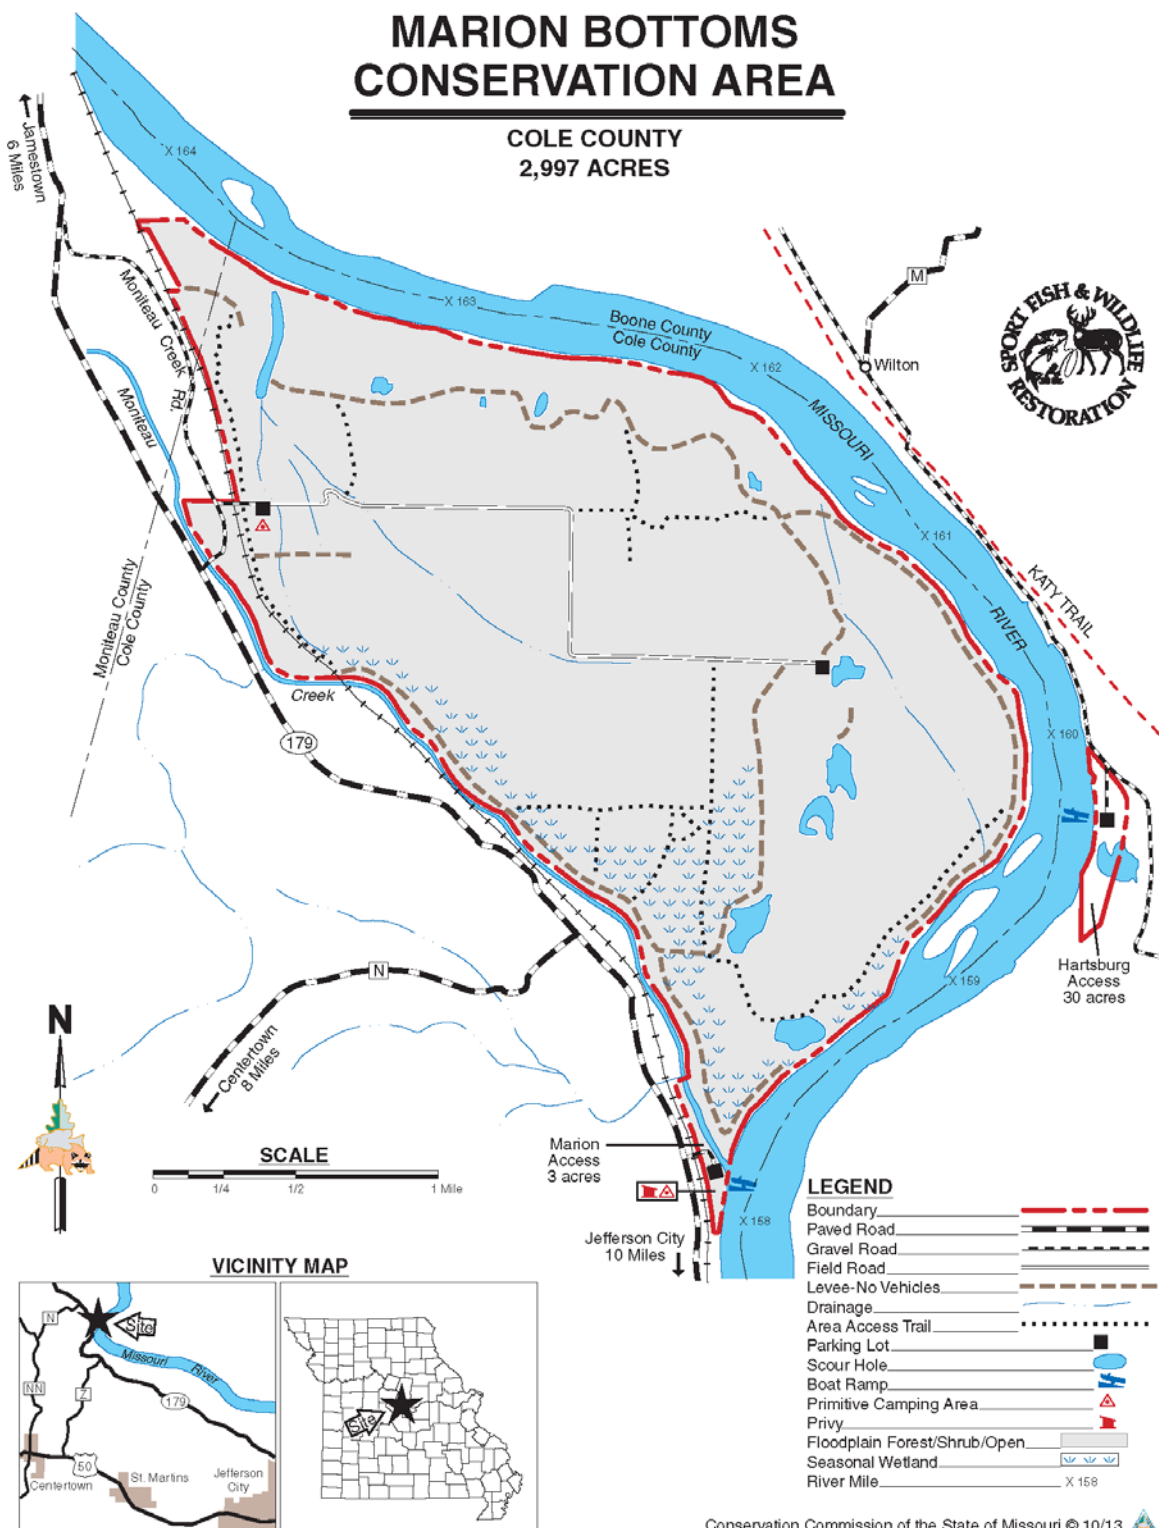 MARION BOTTOMS
CONSERVATION AREA
COLE COUNTY
2,997 ACRES
Jamestown
6 Miles
X 164
X 163
Boone County
Cole County
X 162
MISSOURI
RIVER
X 161
X 160
X 159
X 158
M
Wilton
SPORT FISH & WILDLIFE
RESTORATION
KATY TRAIL
Moniteau Creek Rd.
Moniteau
Creek
Moniteau County
Cole County
179
N
Centertown
8 Miles
Hartsburg
Access
30 acres
N
Marion
Access
3 acres
Jefferson City
10 Miles
SCALE
0 1/4 1/2 1 Mile
LEGEND
Boundary
Paved Road
Gravel Road
Field Road
Levee-No Vehicles
Drainage
Area Access Trail
Parking Lot
Scour Hole
Boat Ramp
Primitive Camping Area
Privy
Floodplain Forest/Shrub/Open
Seasonal Wetland
River Mile X 158
VICINITY MAP
N
Site
Missouri River
NN
Z
179
50
Centertown
St. Martins
Jefferson
City
Site
Conservation Commission of the State of Missouri © 10/13